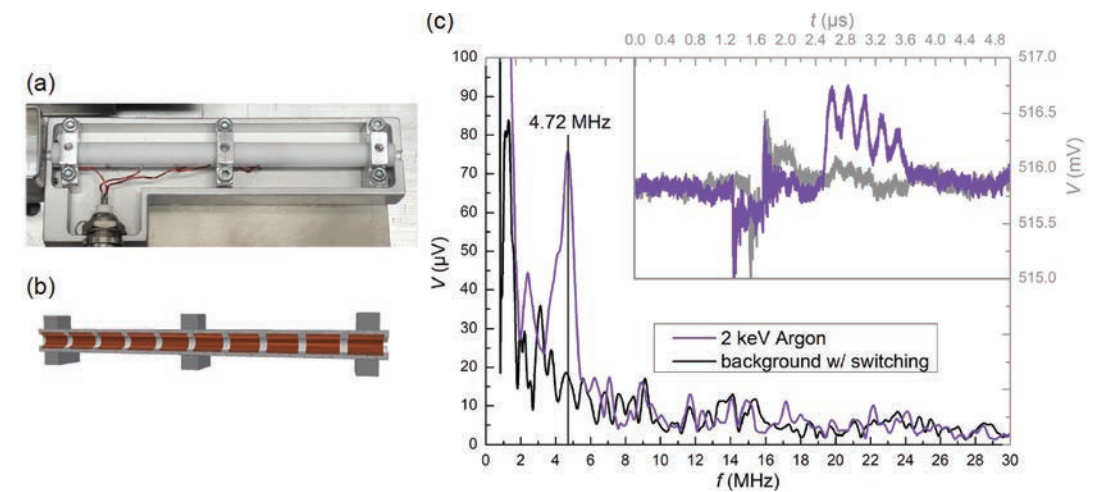 (a)
(b)
(c)
t (µs)
0.0 0.4 0.8 1.2 1.6 2.0 2.4 2.8 3.2 3.6 4.0 4.4 4.8
100
90
80
70
60
50
40
30
20
10
0
V (µV)
4.72 MHz
517.0
516.5
516.0
515.5
515.0
V (mV)
2 keV Argon
background w/ switching
0 2 4 6 8 10 12 14 16 18 20 22 24 26 28 30
f (MHz)